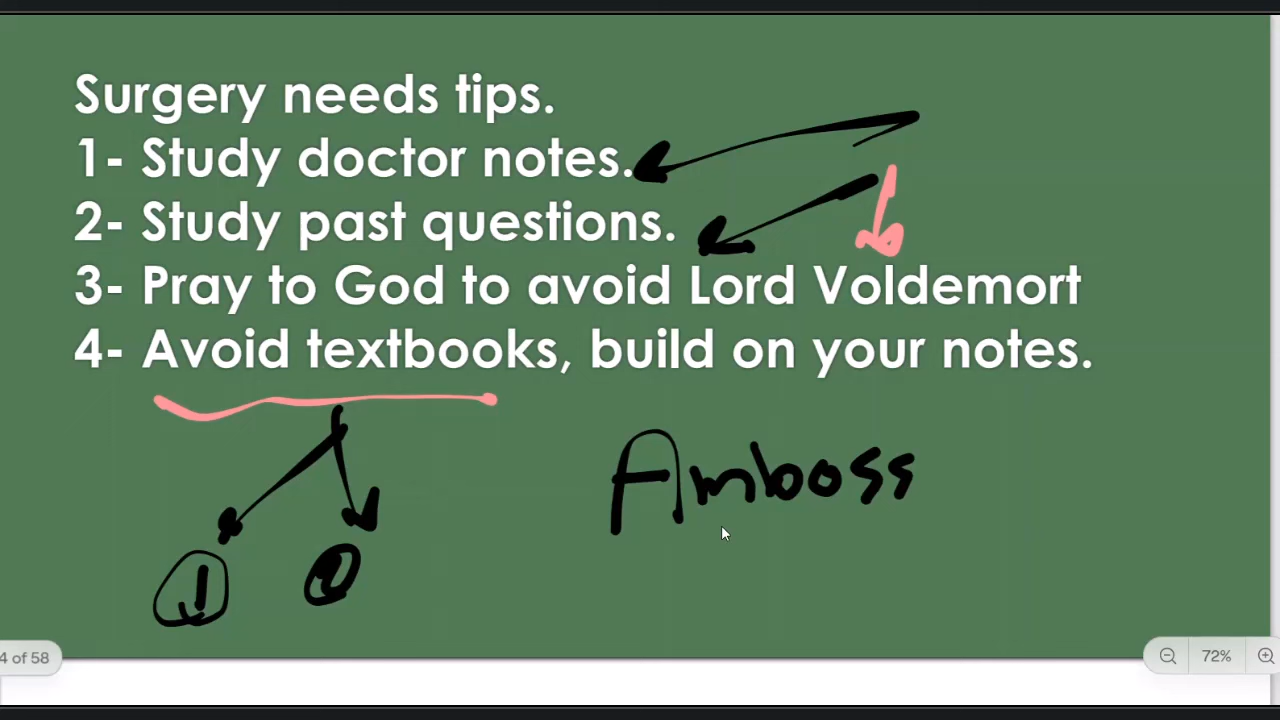 Surgery needs tips.
1- Study doctor notes.
2- Study past questions.
3- Pray to God to avoid Lord Voldemort
4- Avoid textbooks, build on your notes.
Amboss
1
4 of 58
72%